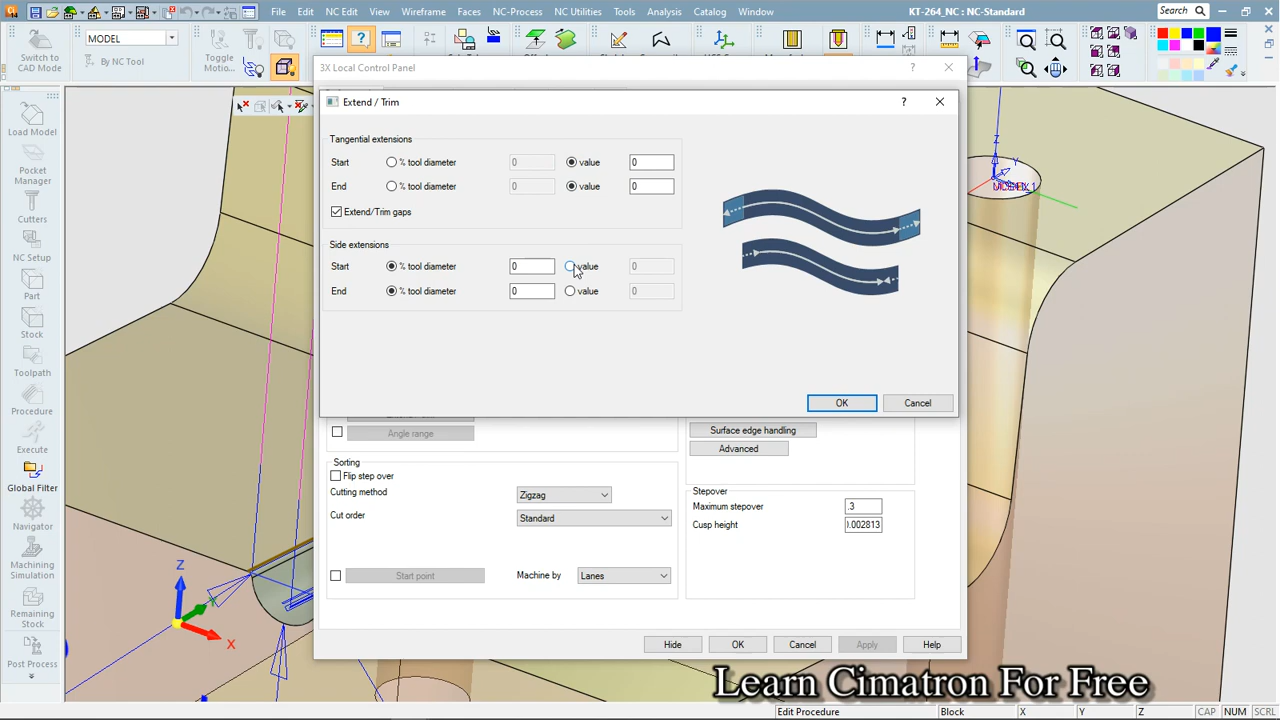 File Edit View NC Edit Tools Wireframe Faces NC-Process NC Utilities Tools Analysis Catalog Window KT-264_NC : NC-Standard Search
MODEL
By NC Tool
Switch to CAD Mode
Toggle Motion...
3X Local Control Panel
Extend / Trim
Tangential extensions
Start % tool diameter 0 value 0
End % tool diameter 0 value 0
Extend/Trim gaps
Side extensions
Start % tool diameter 0 value 0
End % tool diameter 0 value 0
OK Cancel
Angle range
Surface edge handling
Advanced
Sorting
Flip step over
Cutting method Zigzag
Cut order Standard
Start point Machine by Lanes
Stepover
Maximum stepover .3
Cusp height 0.002813
Hide OK Cancel Apply Help
Load Model
Pocket Manager
Cutters
NC Setup
Part
Stock
Toolpath
Procedure
Execute
Global Filter
Navigator
Machining Simulation
Remaining Stock
Post Process
Z
Y
X
Z
X
Learn Cimatron For Free
Edit Procedure Block X Y Z CAP NUM SCRL